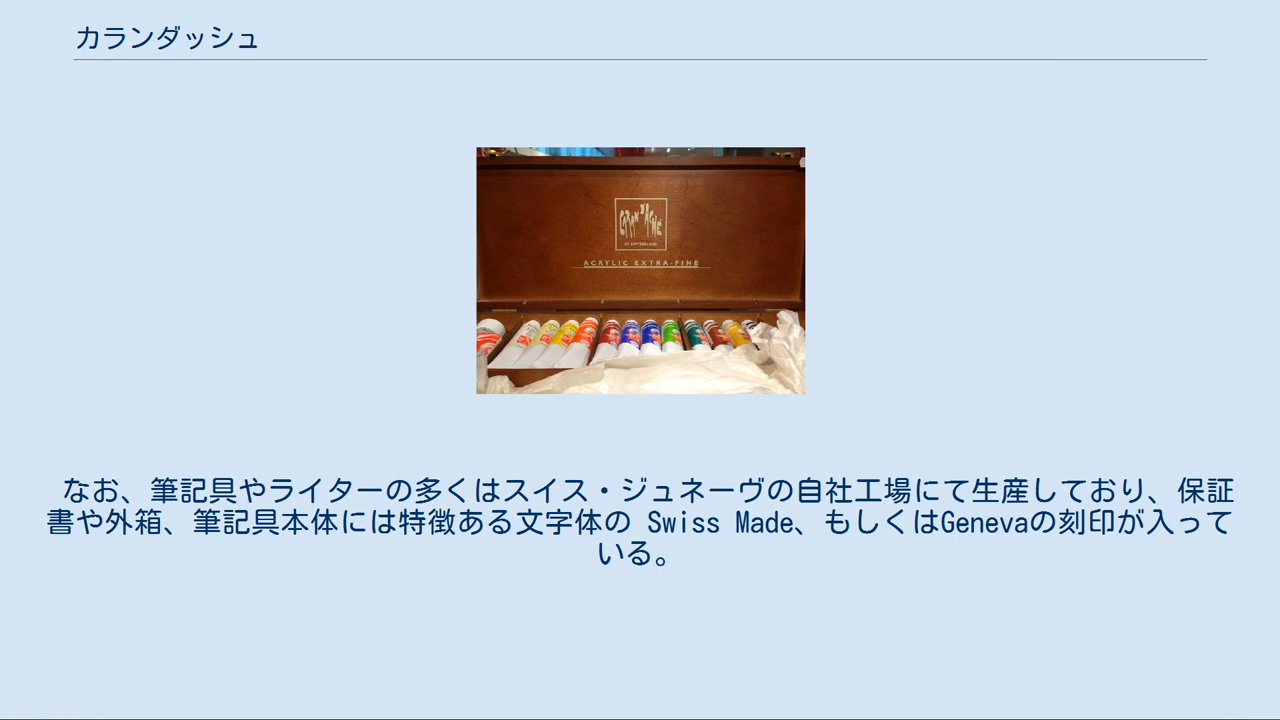 カランダッシュ
CARAN D'ACHE
OF SWITZERLAND
ACRYLIC EXTRA-FINE
なお、筆記具やライターの多くはスイス・ジュネーヴの自社工場にて生産しており、保証
書や外箱、筆記具本体には特徴ある文字体の Swiss Made、もしくはGenevaの刻印が入って
いる。